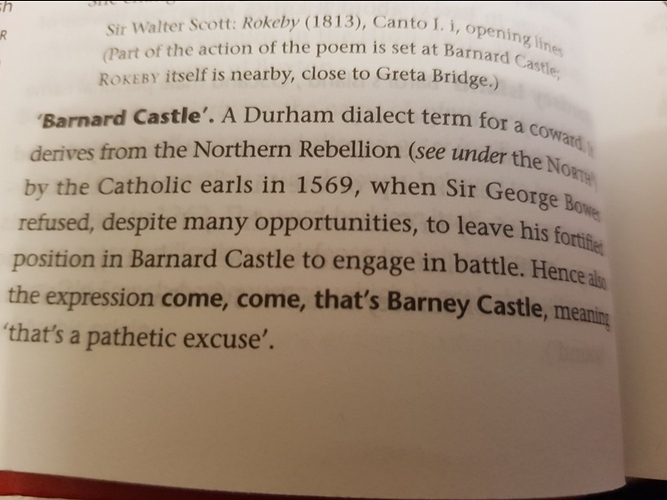 Sir Walter Scott: Rokeby (1813), Canto I. i, opening lines
(Part of the action of the poem is set at Barnard Castle;
ROKEBY itself is nearby, close to Greta Bridge.)
'Barnard Castle'. A Durham dialect term for a coward.
derives from the Northern Rebellion (see under the
by the Catholic earls in 1569, when Sir George
refused, despite many opportunities, to leave his fortified
position in Barnard Castle to engage in battle. Hence also
the expression come, come, that's Barney Castle, meaning
'that's a pathetic excuse'.